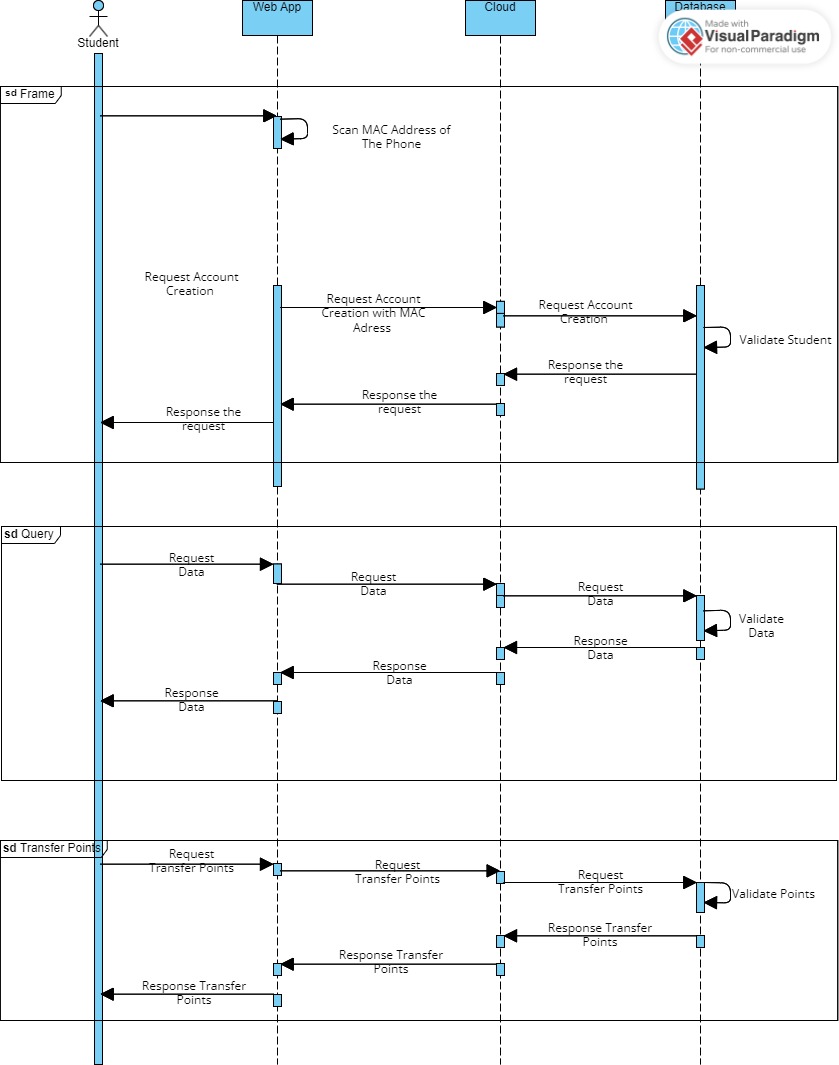 Web App
Cloud
Database
Made with
VisualParadigm
For non-commercial use
Student
sd Frame
Scan MAC Address of
The Phone
Request Account
Creation
Request Account
Creation with MAC
Adress
Request Account
Creation
Validate Student
Response the
request
Response the
request
Response the
request
sd Query
Request
Data
Request
Data
Request
Data
Validate
Data
Response
Data
Response
Data
Response
Data
sd Transfer Points
Request
Transfer Points
Request
Transfer Points
Request
Transfer Points
Validate Points
Response Transfer
Points
Response Transfer
Points
Response Transfer
Points